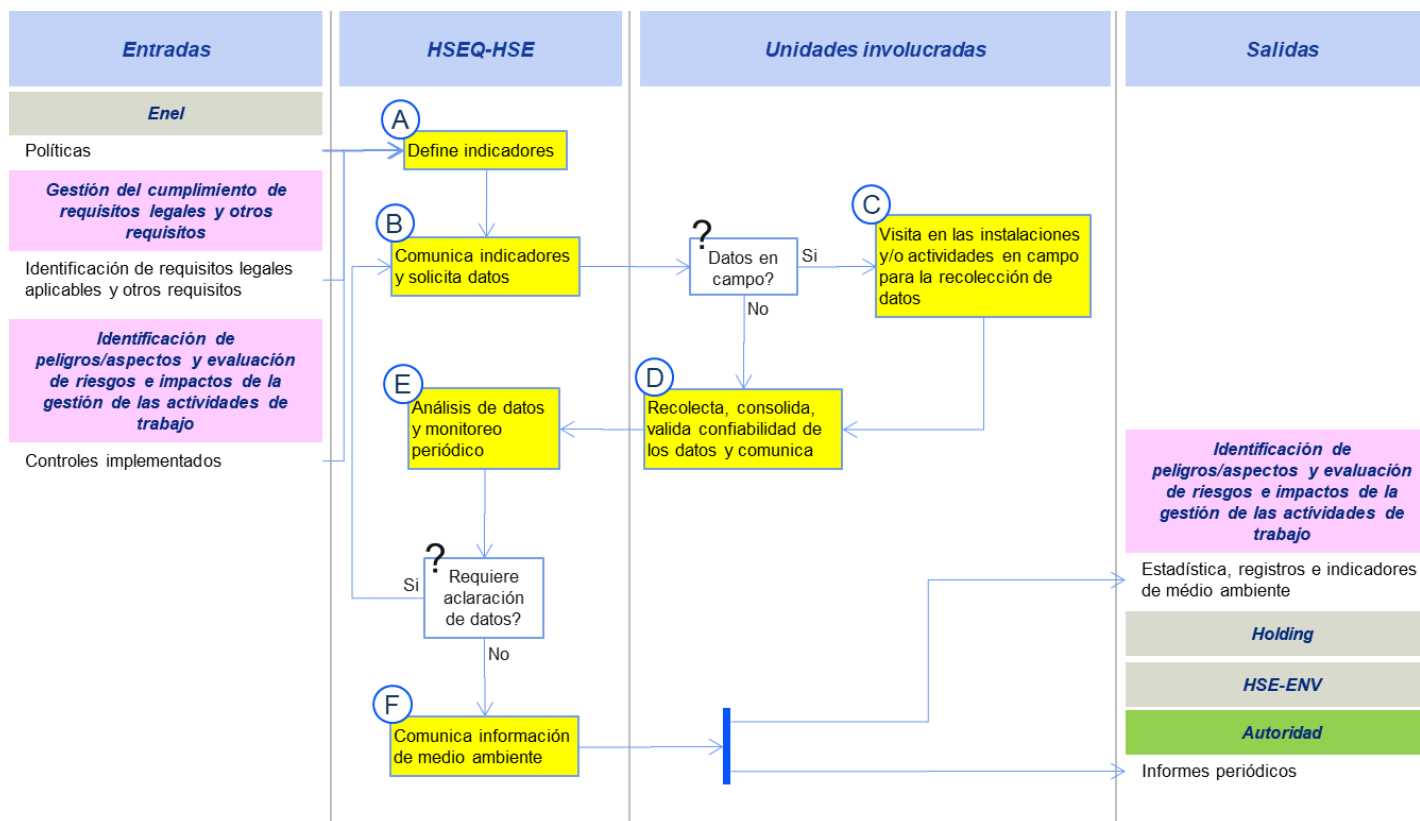 Entradas
HSEQ-HSE
Unidades involucradas
Salidas
Enel
Políticas
Gestión del cumplimiento de
requisitos legales y otros
requisitos
Identificación de requisitos legales
aplicables y otros requisitos
Identificación de
peligros/aspectos y evaluación
de riesgos e impactos de la
gestión de las actividades de
trabajo
Controles implementados
A
Define indicadores
B
Comunica indicadores
y solicita datos
?
Datos en
campo?
Si
No
C
Visita en las instalaciones
y/o actividades en campo
para la recolección de
datos
D
Recolecta, consolida,
valida confiabilidad de
los datos y comunica
E
Análisis de datos
y monitoreo
periódico
?
Requiere
aclaración
de datos?
Si
No
F
Comunica información
de medio ambiente
Identificación de
peligros/aspectos y evaluación
de riesgos e impactos de la
gestión de las actividades de
trabajo
Estadística, registros e indicadores
de médio ambiente
Holding
HSE-ENV
Autoridad
Informes periódicos